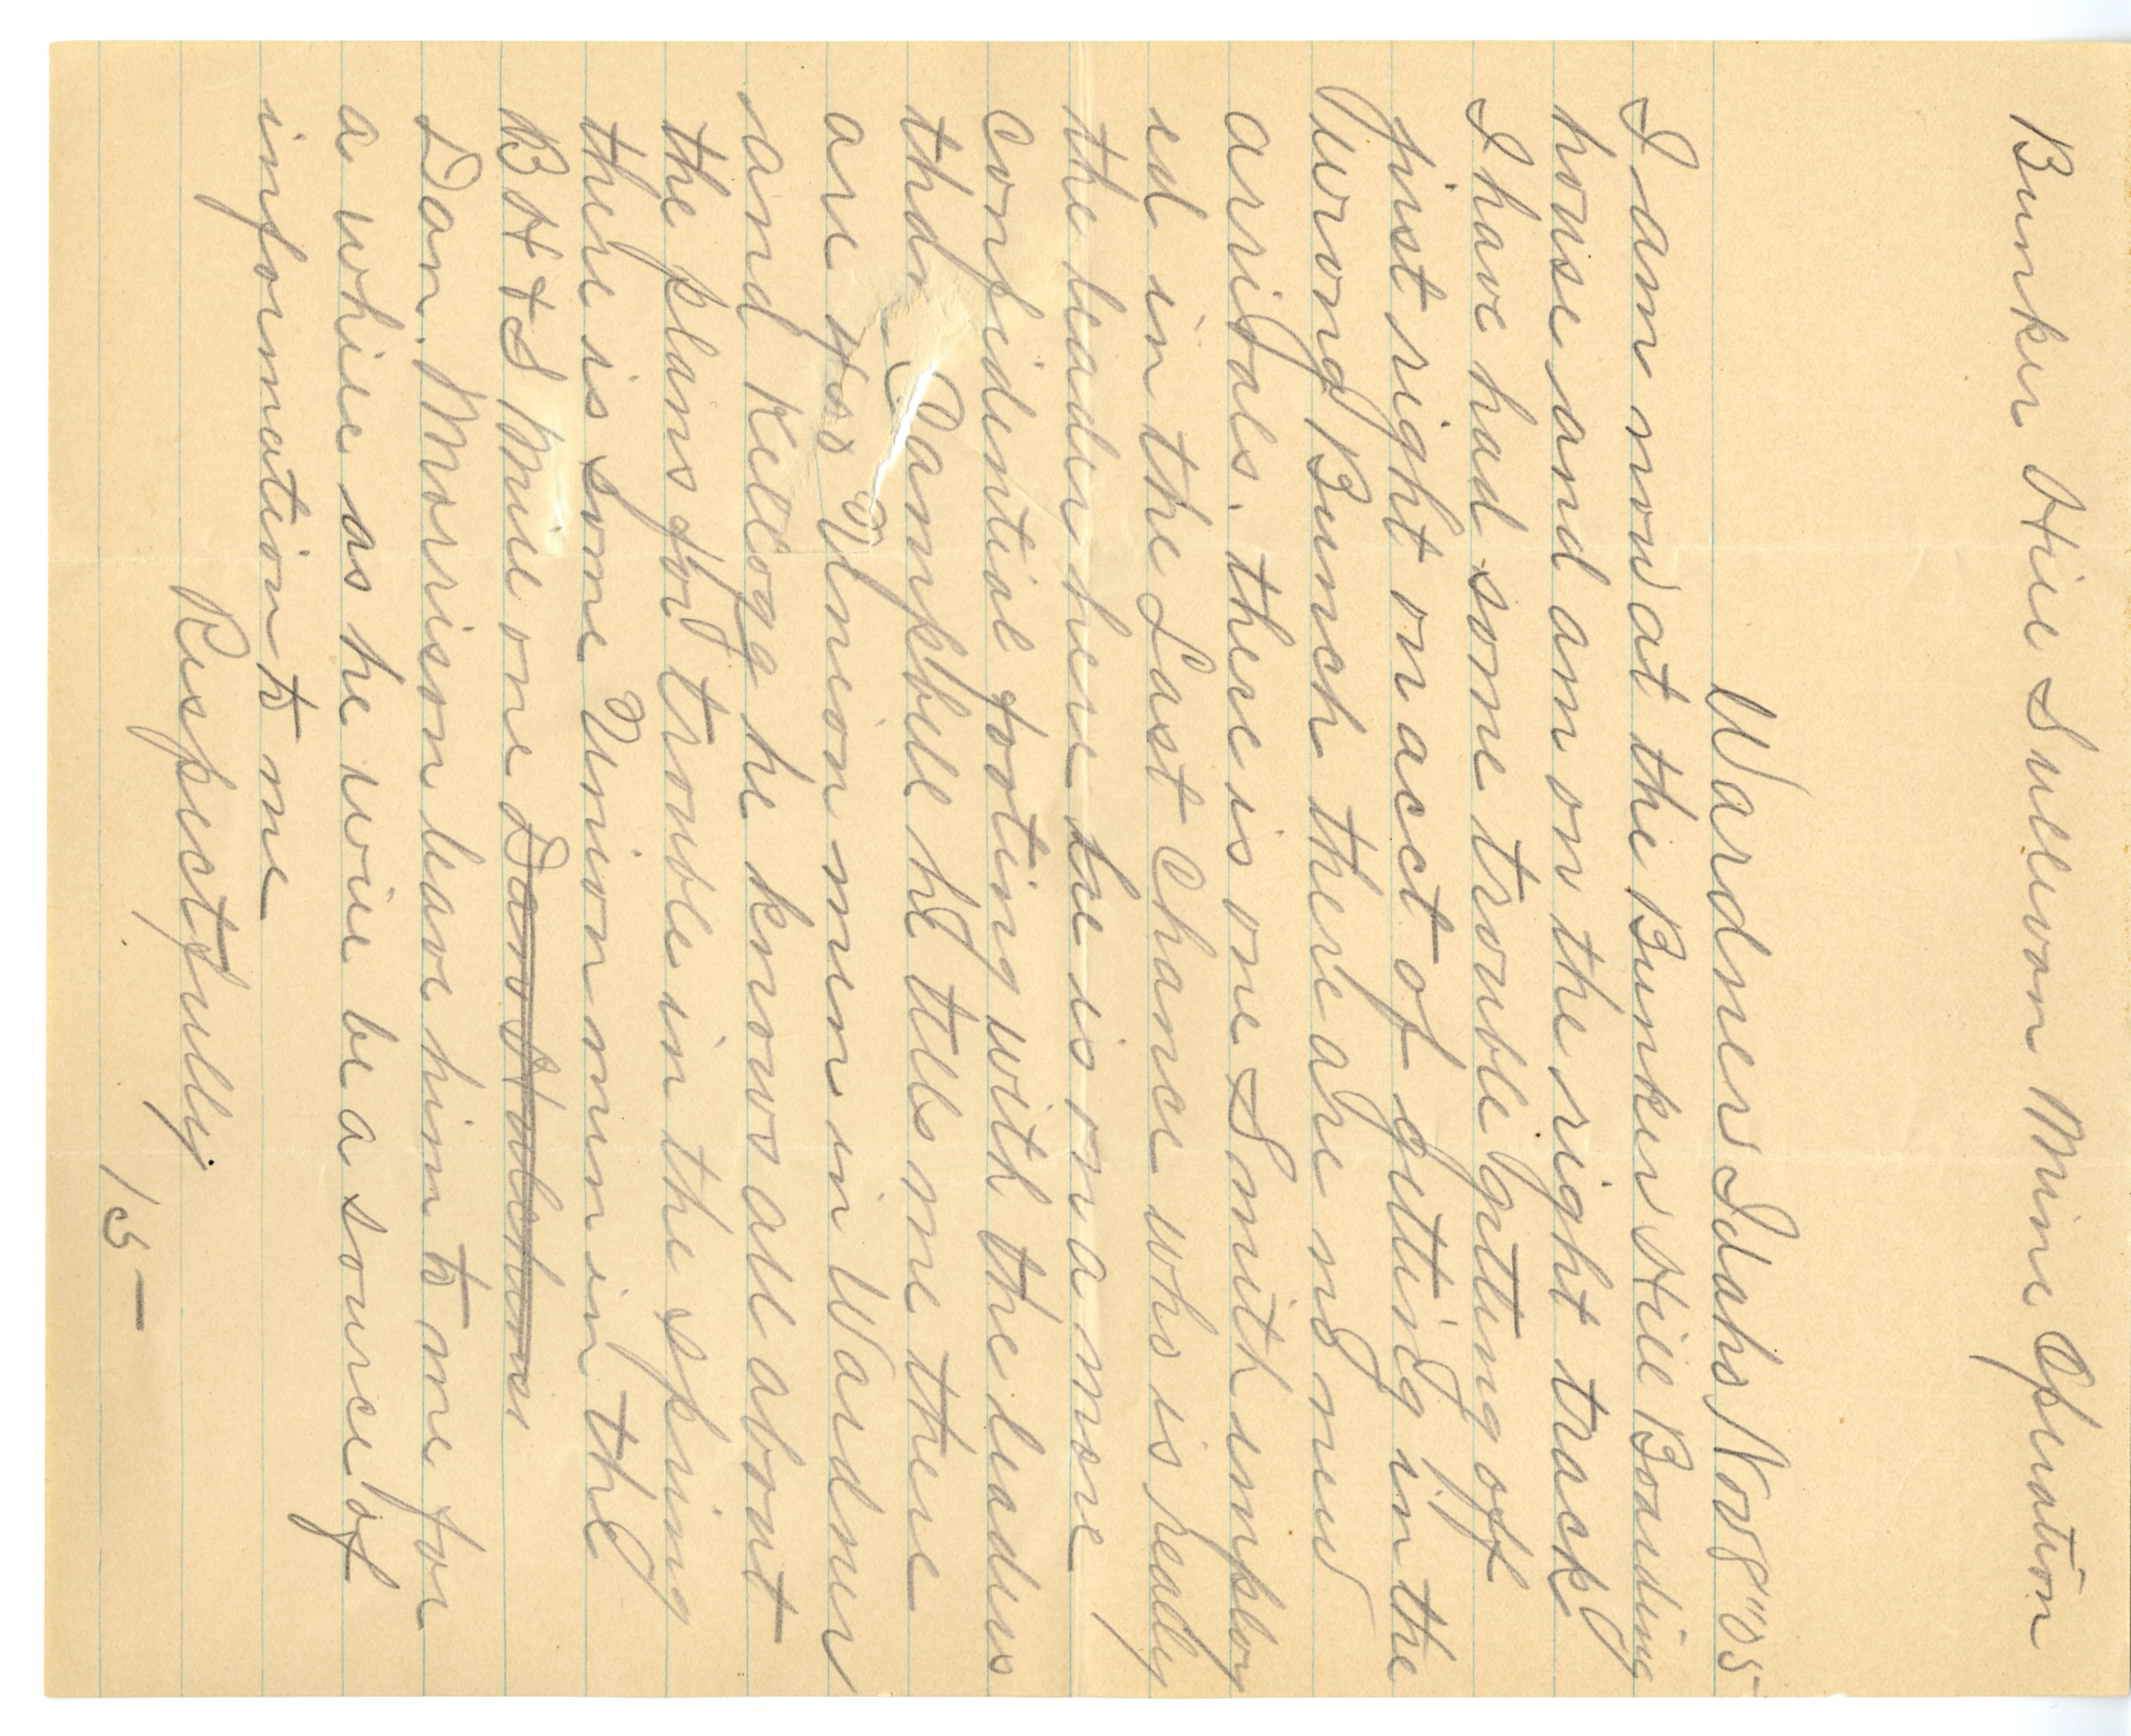 Bunker Hill Sullivan Mine Operation
Wardner Idaho Nov 8" 05
I am now at the Bunker Hill Boarding
house and am on the right track
I have had some trouble getting off
just right on acct of getting in the
wrong Bunch there are no new
arrivals. there is one Smith employ
ed in the Last Chance who is really
the leader here he is on a more
confidential footing with the leaders
than Campbell he tells me there
are 400 Union men in Wardner
and Kellogg he knows all about
the plans for trouble in the spring
there is some Union men in the
B H & S Mill one Dan Hutchens
Dan. Morrison leave him to me for
a while as he will be a source of
information to me
Respectfully
15